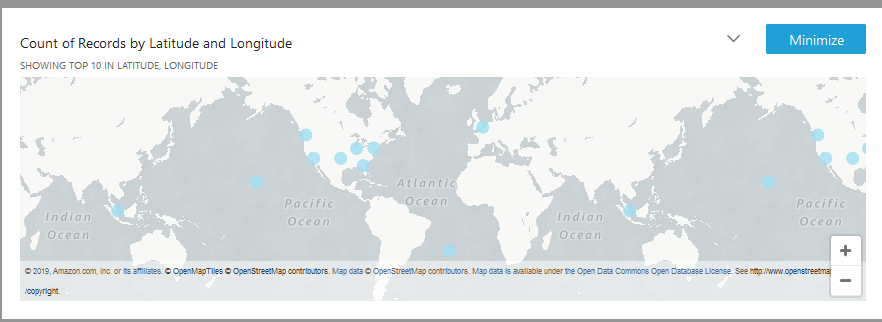 Count of Records by Latitude and Longitude
Minimize
SHOWING TOP 10 IN LATITUDE, LONGITUDE
Atlantic
Ocean
Pacific
Ocean
Pacific
Ocean
Indian
Ocean
Indian
Ocean
+
−
© 2019, Amazon.com, Inc. or its affiliates. © OpenMapTiles © OpenStreetMap contributors. Map data © OpenStreetMap contributors. Map data is available under the Open Data Commons Open Database License. See http://www.openstreetmap
/copyright.